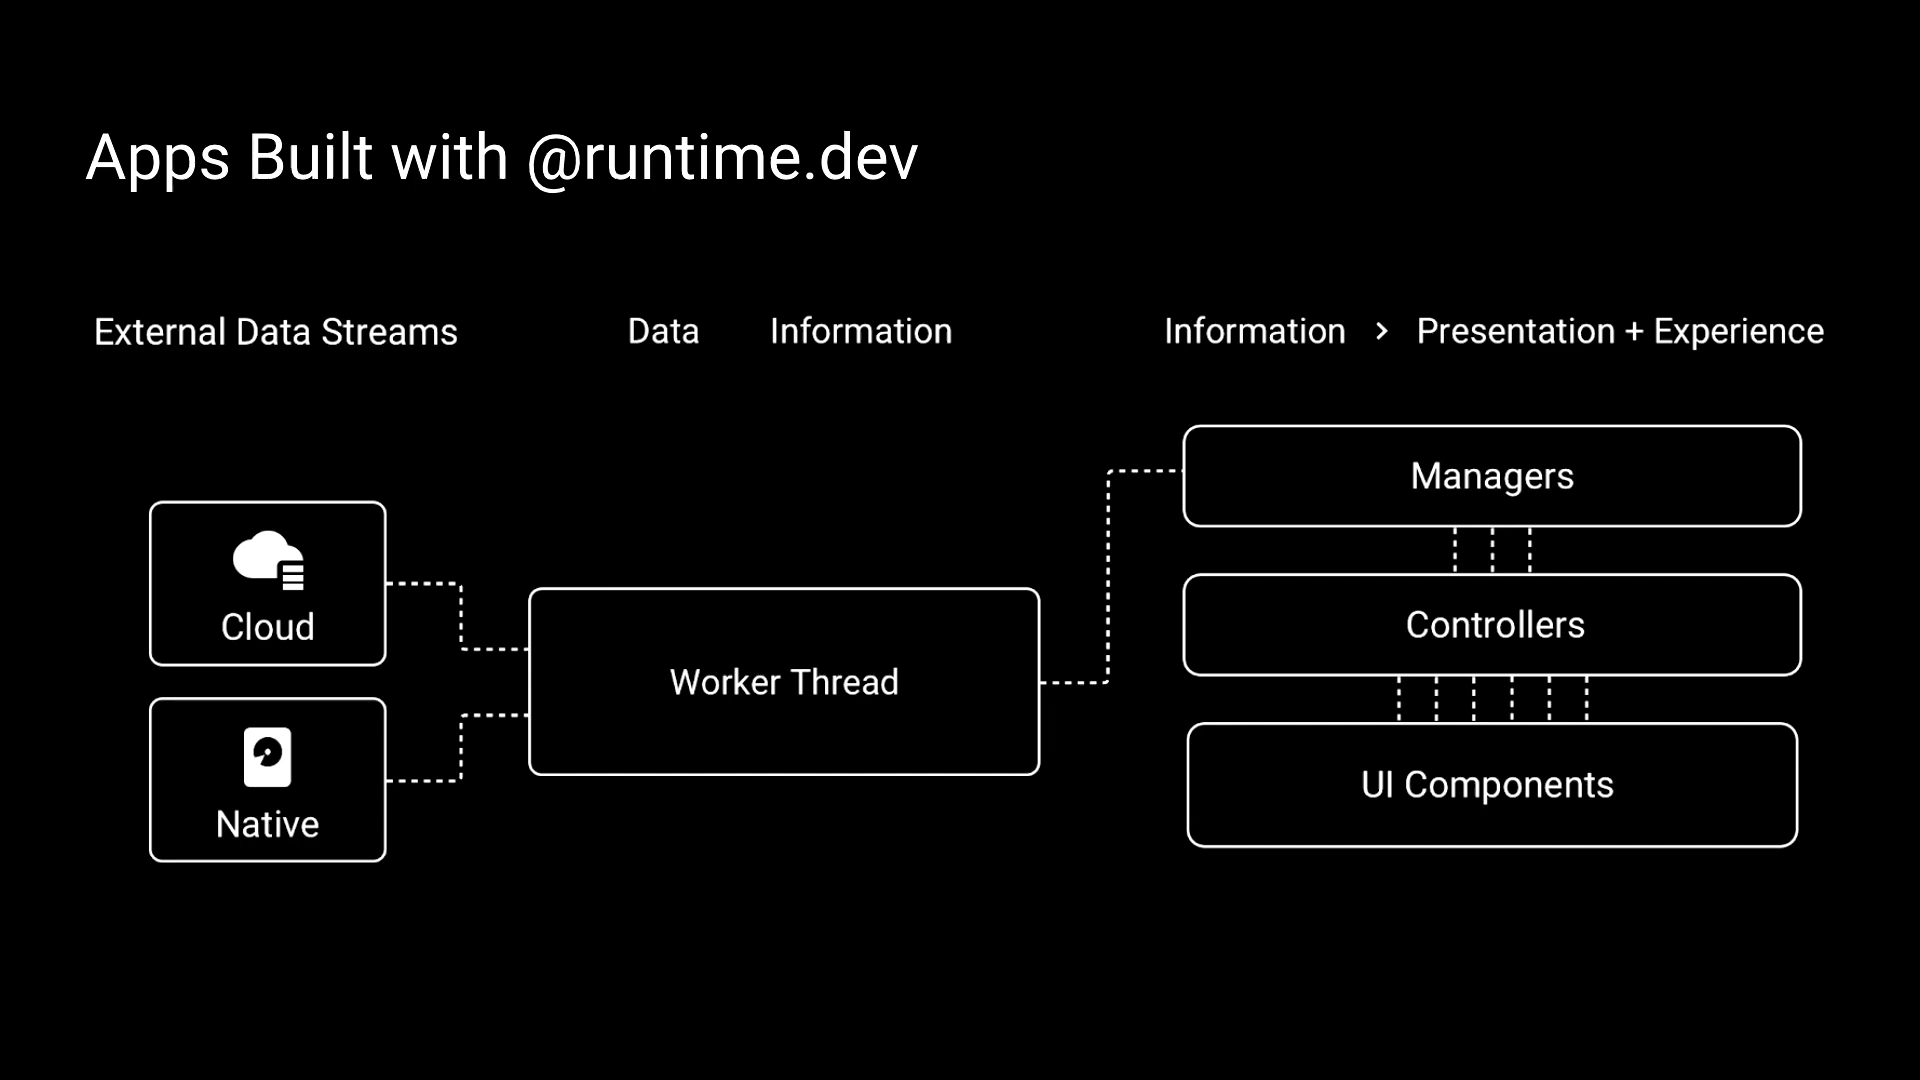 Apps Built with @runtime.dev
External Data Streams
Data Information
Information > Presentation + Experience
Cloud
Native
Worker Thread
Managers
Controllers
UI Components